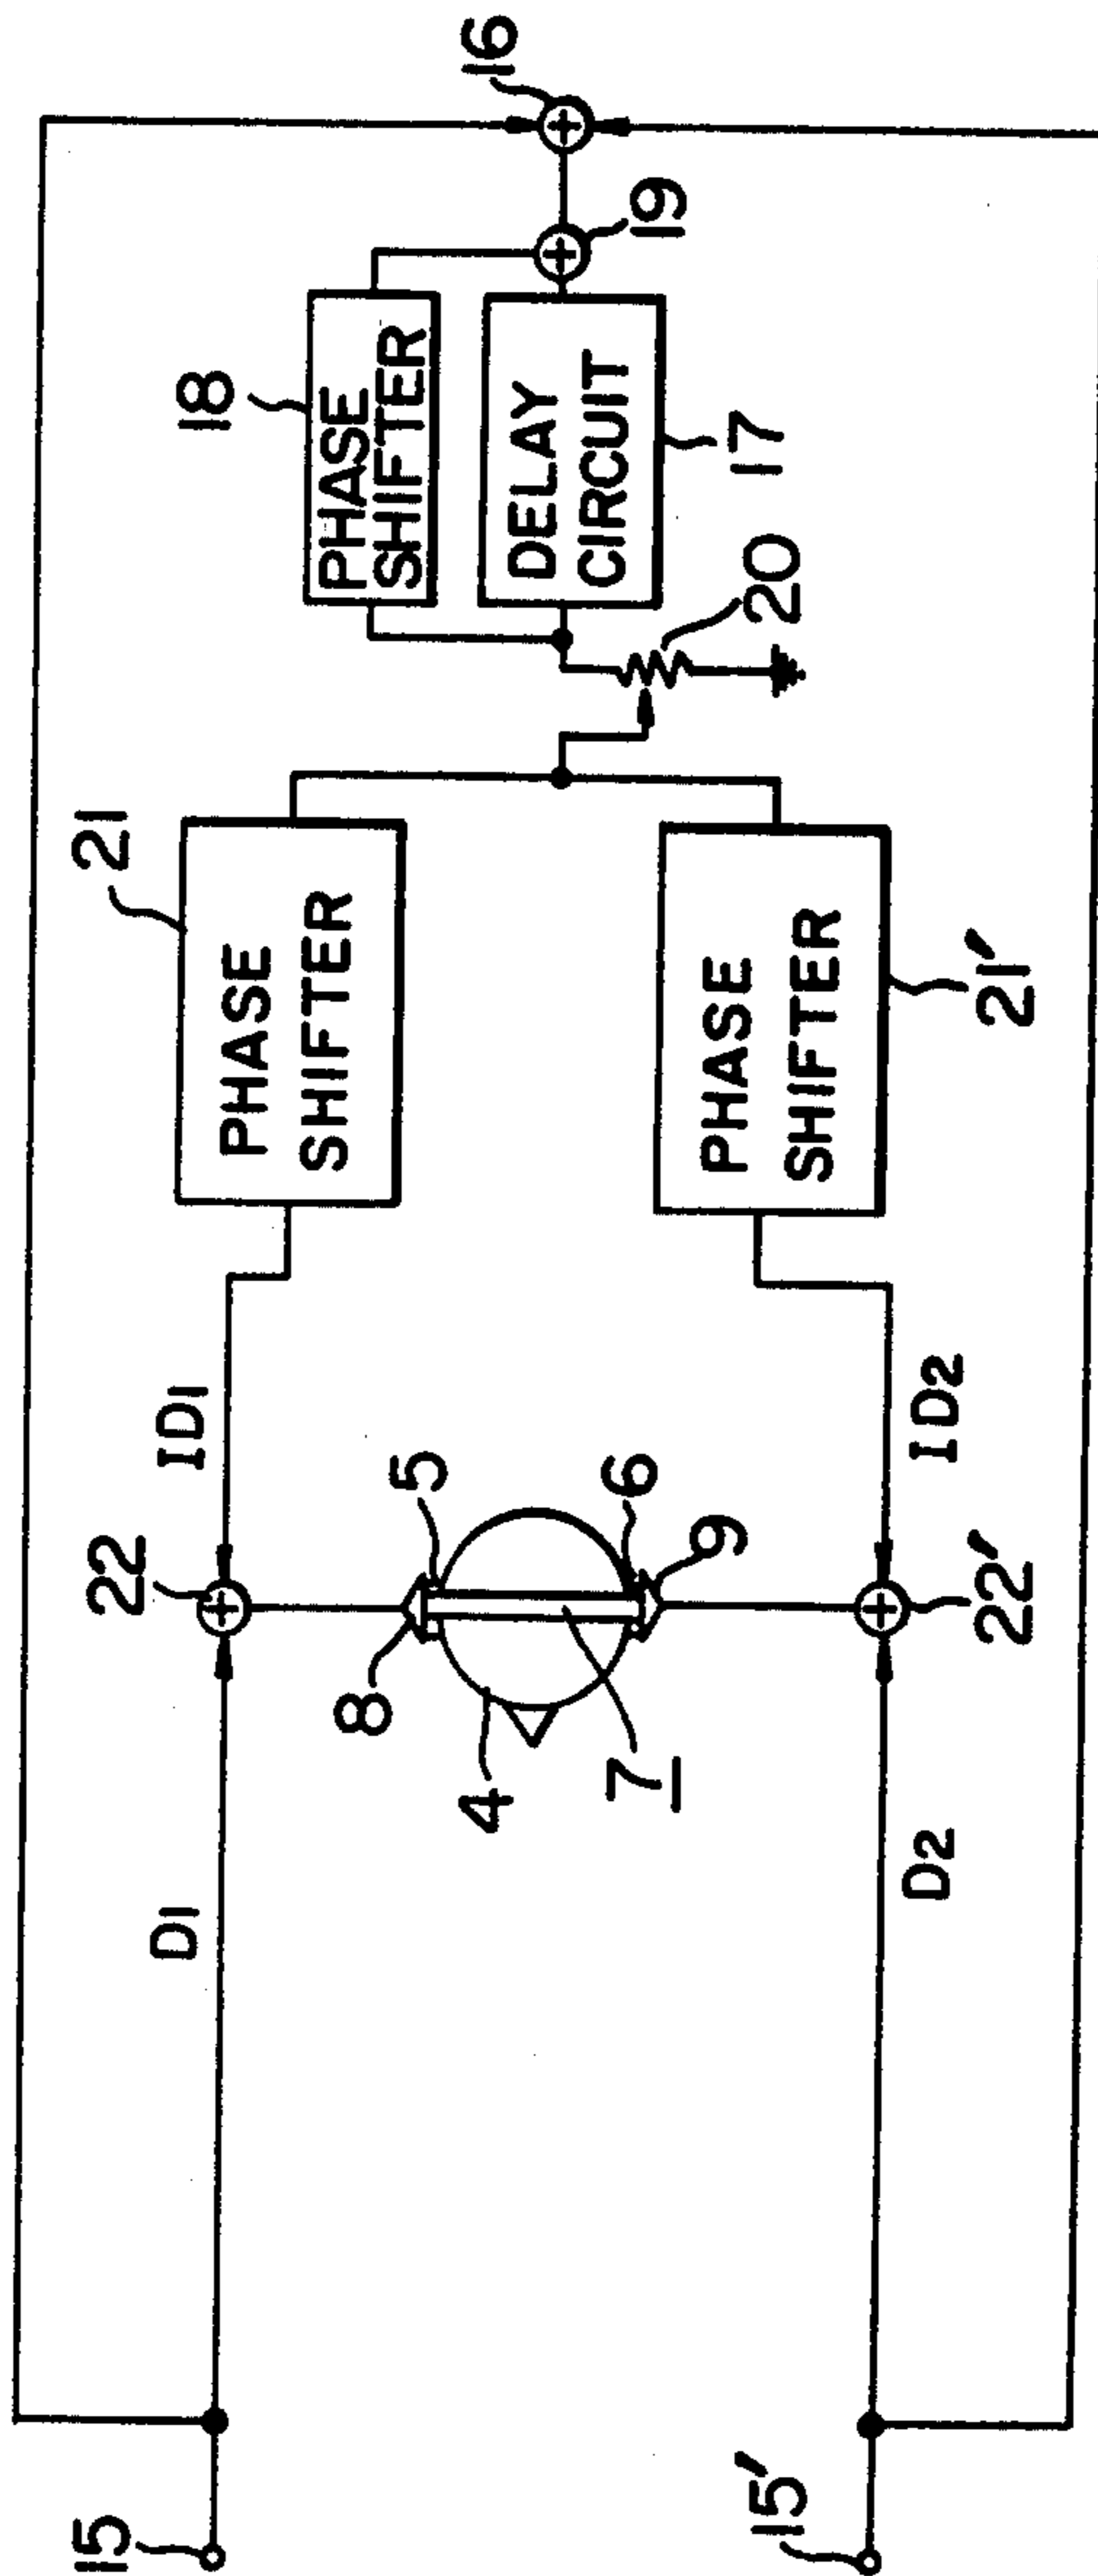 16
19
18
PHASE
SHIFTER
DELAY
CIRCUIT
17
20
21
PHASE
SHIFTER
PHASE
SHIFTER
21'
ID1
ID2
22
5
6
8
9
22'
4
7
D1
D2
15
15'